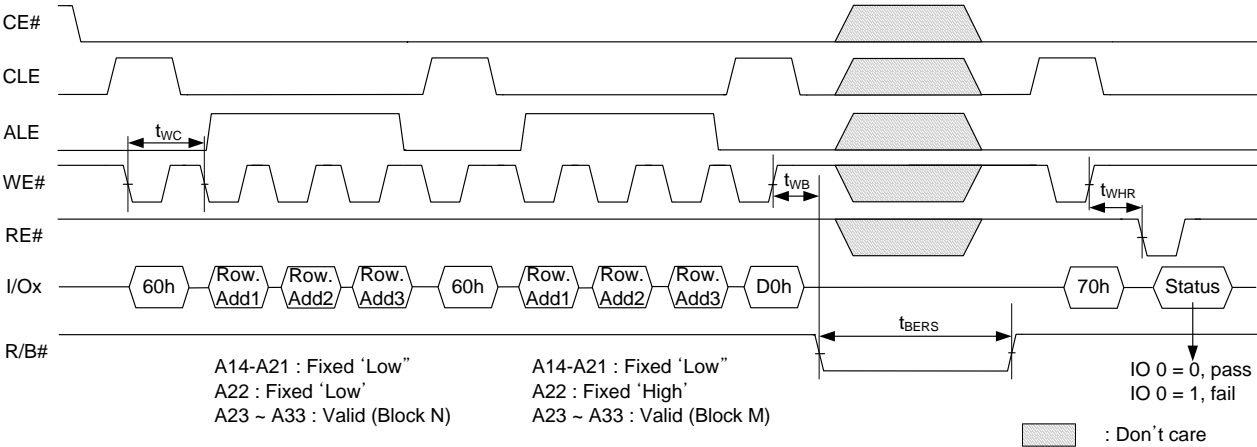 CE#
CLE
ALE
tWC
WE#
tWB
tWHR
RE#
I/Ox
60h
Row. Add1
Row. Add2
Row. Add3
60h
Row. Add1
Row. Add2
Row. Add3
D0h
70h
Status
tBERS
R/B#
A14-A21 : Fixed ‘Low”
A22 : Fixed ‘Low’
A23 ~ A33 : Valid (Block N)
A14-A21 : Fixed ‘Low”
A22 : Fixed ‘High’
A23 ~ A33 : Valid (Block M)
IO 0 = 0, pass
IO 0 = 1, fail
: Don’t care